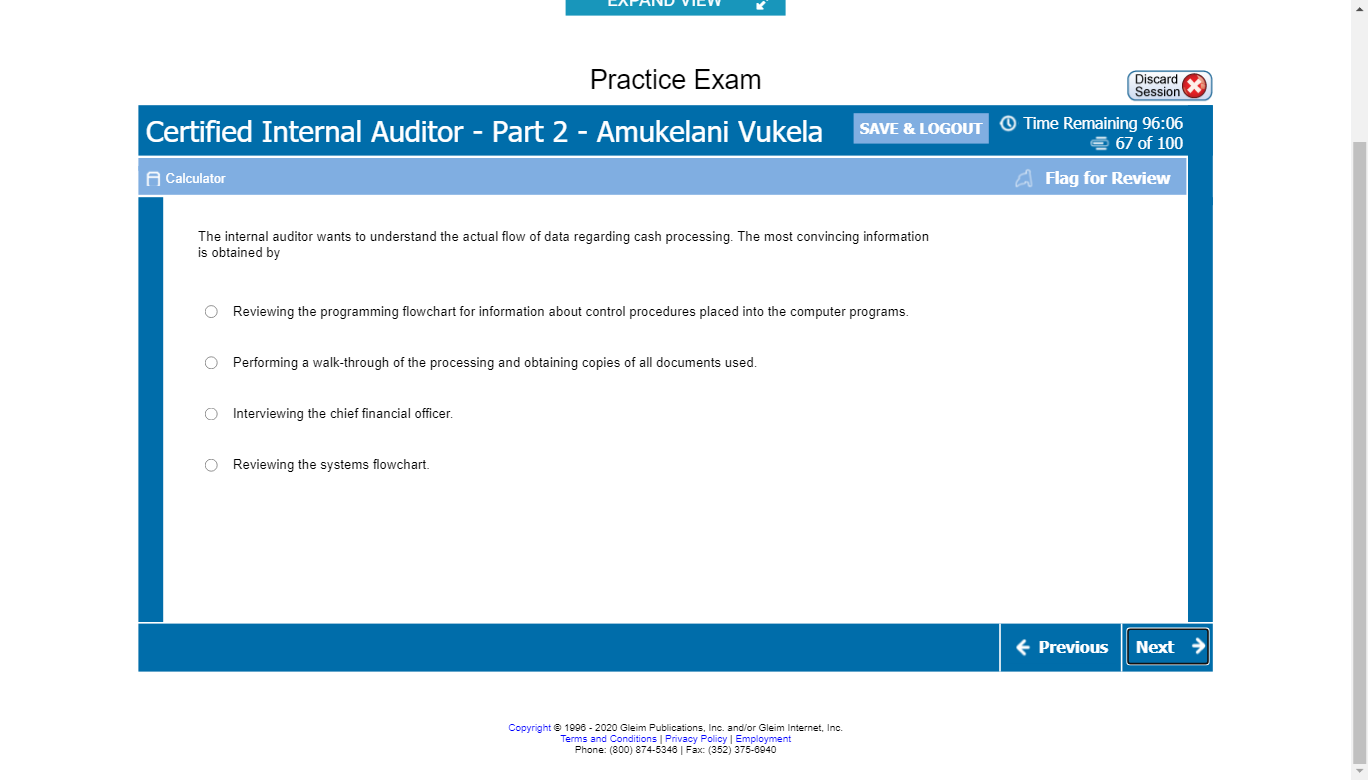 EXPAND VIEW
Practice Exam
Discard
Session
Certified Internal Auditor - Part 2 - Amukelani Vukela
SAVE & LOGOUT
Time Remaining 96:06
67 of 100
Calculator
Flag for Review
The internal auditor wants to understand the actual flow of data regarding cash processing. The most convincing information
is obtained by
Reviewing the programming flowchart for information about control procedures placed into the computer programs.
Performing a walk-through of the processing and obtaining copies of all documents used.
Interviewing the chief financial officer.
Reviewing the systems flowchart.
Previous
Next
Copyright © 1996 - 2020 Gleim Publications, Inc. and/or Gleim Internet, Inc.
Terms and Conditions | Privacy Policy | Employment
Phone: (800) 874-5346 | Fax: (352) 375-6940